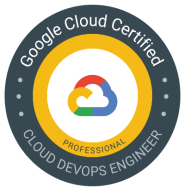 Google Cloud Certified
PROFESSIONAL
CLOUD DEVOPS ENGINEER